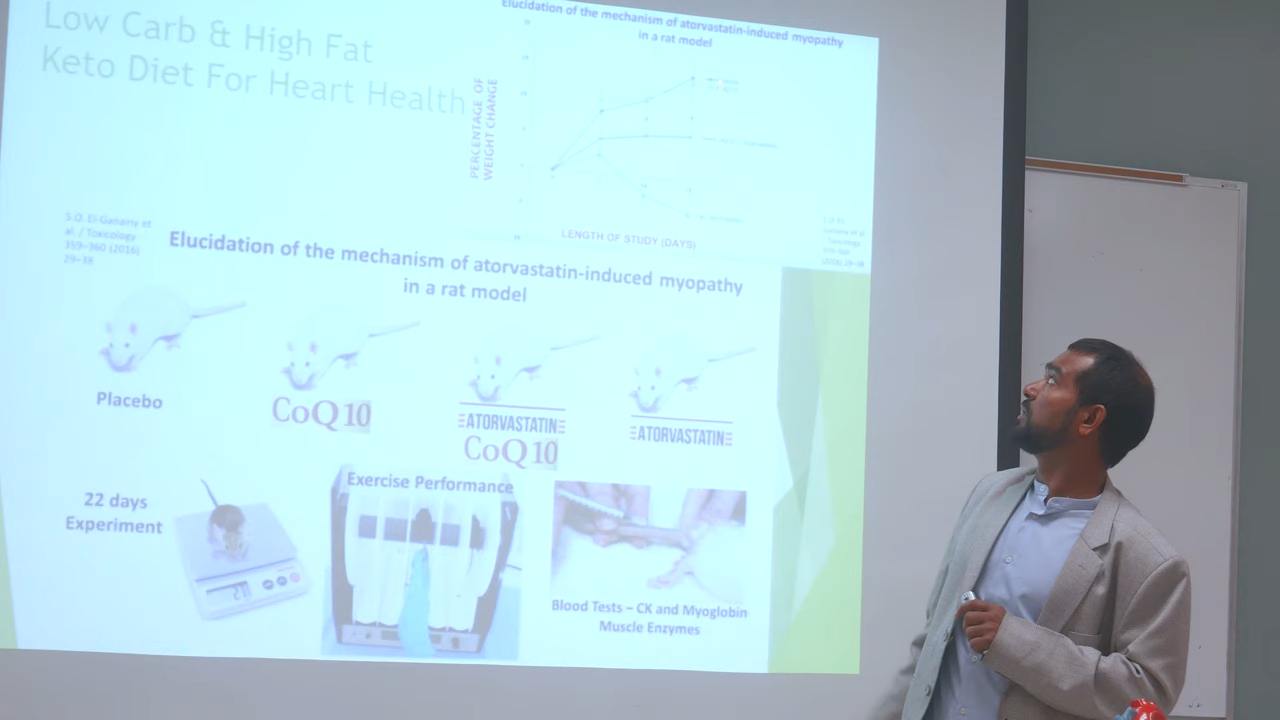 Low Carb & High Fat
Keto Diet For Heart Health
Elucidation of the mechanism of atorvastatin-induced myopathy
in a rat model
PERCENTAGE OF
WEIGHT CHANGE
LENGTH OF STUDY (DAYS)
S.O. El-Ganainy et
al. / Toxicology
359–360 (2016)
29–38
Elucidation of the mechanism of atorvastatin-induced myopathy
in a rat model
Placebo
CoQ10
ATORVASTATIN
CoQ10
ATORVASTATIN
22 days
Experiment
Exercise Performance
Blood Tests – CK and Myoglobin
Muscle Enzymes